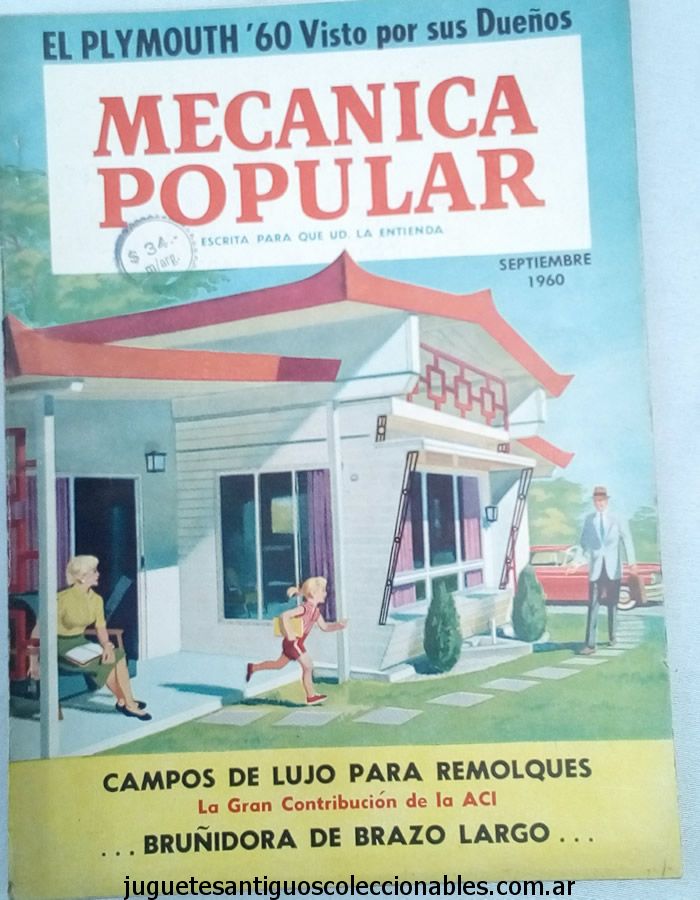 EL PLYMOUTH '60 Visto por sus Dueños
MECANICA
POPULAR
ESCRITA PARA QUE UD. LA ENTIENDA
$ 34.-
m/arg.
SEPTIEMBRE
1960
CAMPOS DE LUJO PARA REMOLQUES
La Gran Contribución de la ACI
...BRUÑIDORA DE BRAZO LARGO...
juguetesantiguoscoleccionables.com.ar